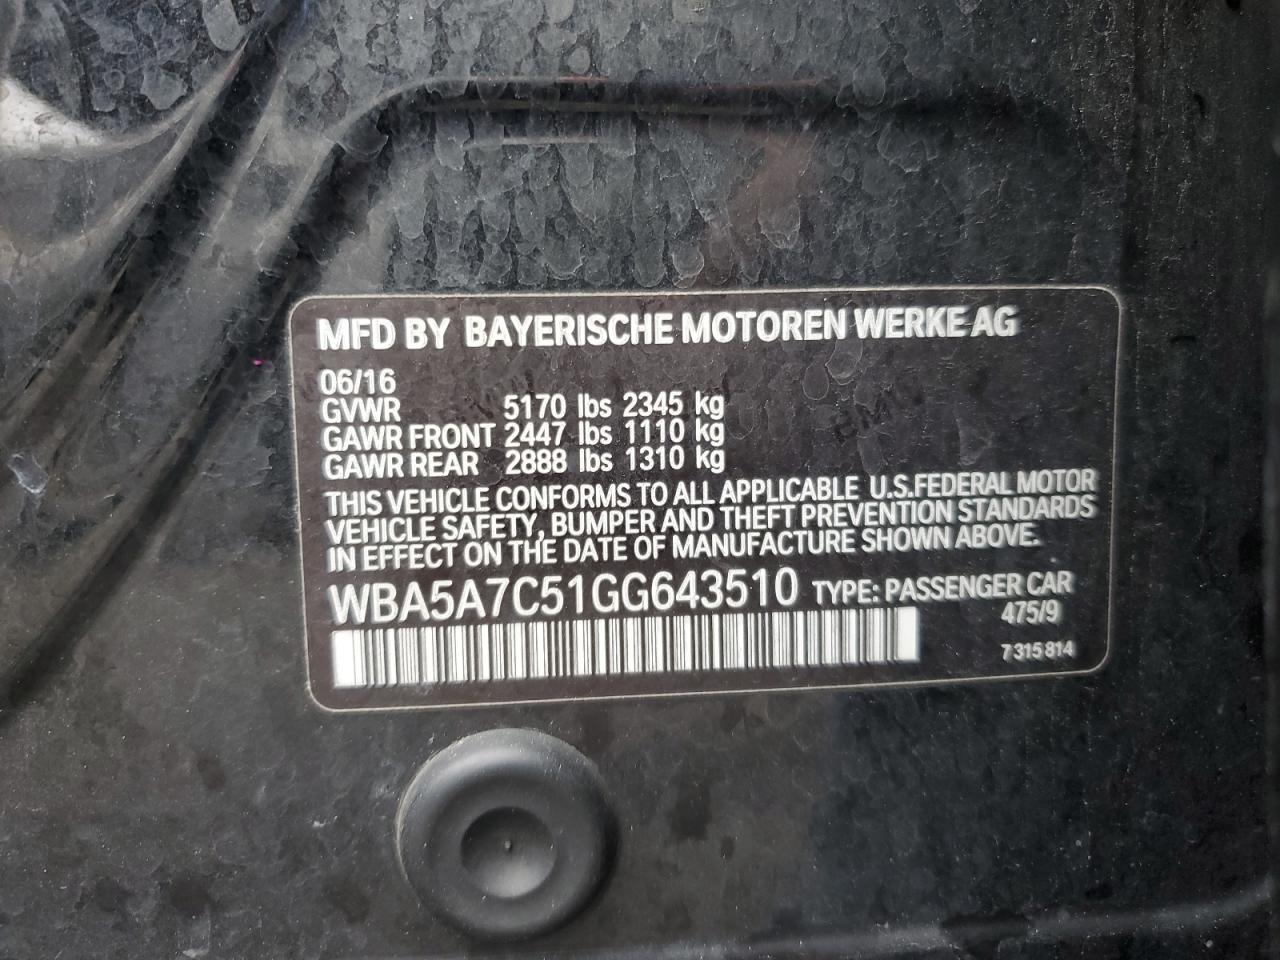 MFD BY BAYERISCHE MOTOREN WERKE AG
06/16
GVWR 5170 lbs 2345 kg
GAWR FRONT 2447 lbs 1110 kg
GAWR REAR 2888 lbs 1310 kg
THIS VEHICLE CONFORMS TO ALL APPLICABLE U.S.FEDERAL MOTOR
VEHICLE SAFETY, BUMPER AND THEFT PREVENTION STANDARDS
IN EFFECT ON THE DATE OF MANUFACTURE SHOWN ABOVE.
WBA5A7C51GG643510 TYPE: PASSENGER CAR
475/9
7 315 814